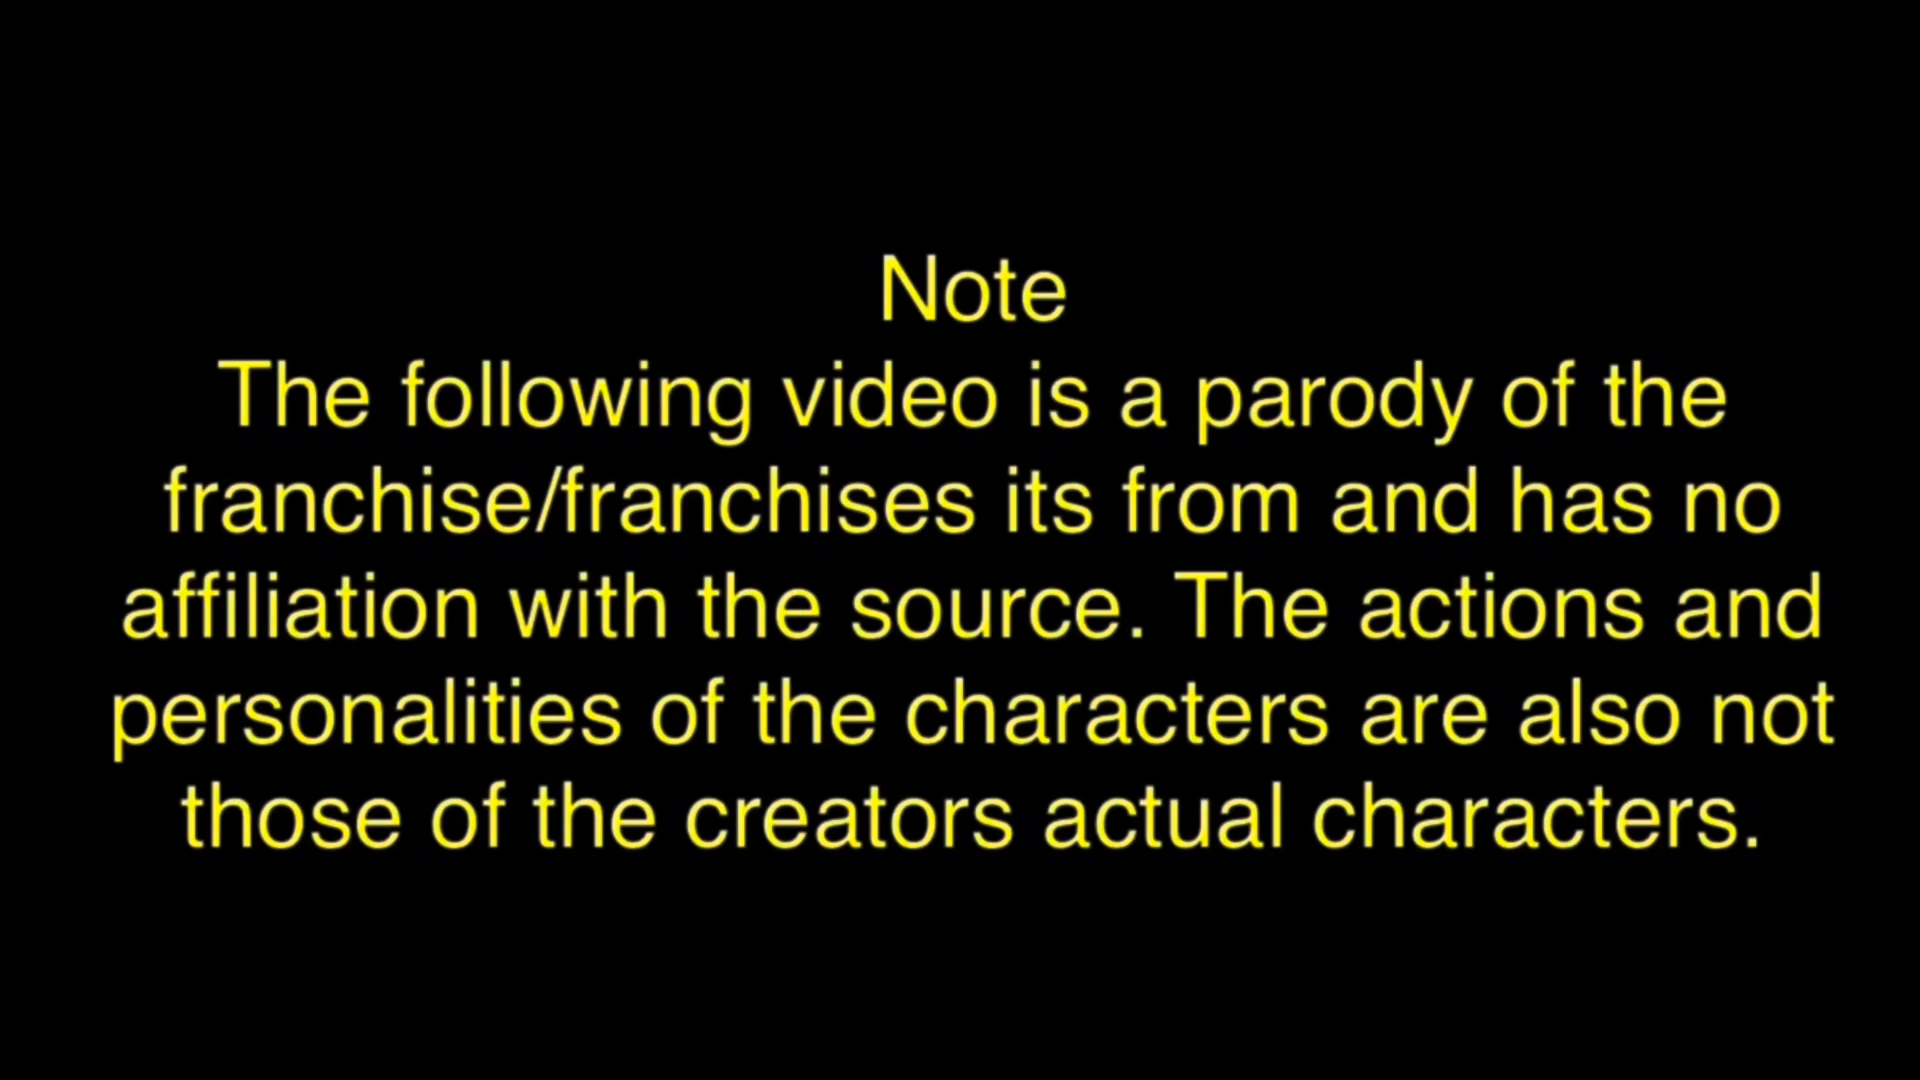 Note
The following video is a parody of the
franchise/franchises its from and has no
affiliation with the source. The actions and
personalities of the characters are also not
those of the creators actual characters.